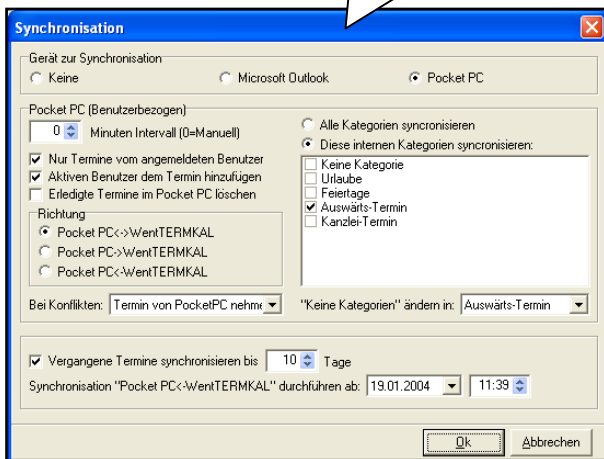 Synchronisation
Gerät zur Synchronisation
Keine
Microsoft Outlook
Pocket PC
Pocket PC (Benutzerbezogen)
0 Minuten Intervall (0=Manuell)
Nur Termine vom angemeldeten Benutzer
Aktiven Benutzer dem Termin hinzufügen
Erledigte Termine im Pocket PC löschen
Richtung
Pocket PC<->WentTERMKAL
Pocket PC->WentTERMKAL
Pocket PC<-WentTERMKAL
Alle Kategorien syncronisieren
Diese internen Kategorien syncronisieren:
Keine Kategorie
Urlaube
Feiertage
Auswärts-Termin
Kanzlei-Termin
Bei Konflikten: Termin von PocketPC nehme
"Keine Kategorien" ändern in: Auswärts-Termin
Vergangene Termine synchronisieren bis 10 Tage
Synchronisation "Pocket PC<-WentTERMKAL" durchführen ab: 19.01.2004 11:39
Ok
Abbrechen